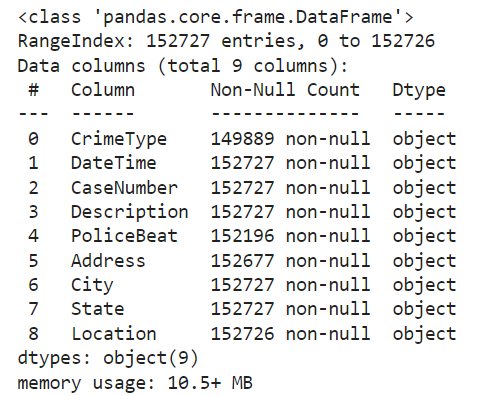 <class 'pandas.core.frame.DataFrame'>
RangeIndex: 152727 entries, 0 to 152726
Data columns (total 9 columns):
 #   Column       Non-Null Count   Dtype
---  ------       --------------   -----
 0   CrimeType    149889 non-null  object
 1   DateTime     152727 non-null  object
 2   CaseNumber   152727 non-null  object
 3   Description  152727 non-null  object
 4   PoliceBeat   152196 non-null  object
 5   Address      152677 non-null  object
 6   City         152727 non-null  object
 7   State        152727 non-null  object
 8   Location     152726 non-null  object
dtypes: object(9)
memory usage: 10.5+ MB